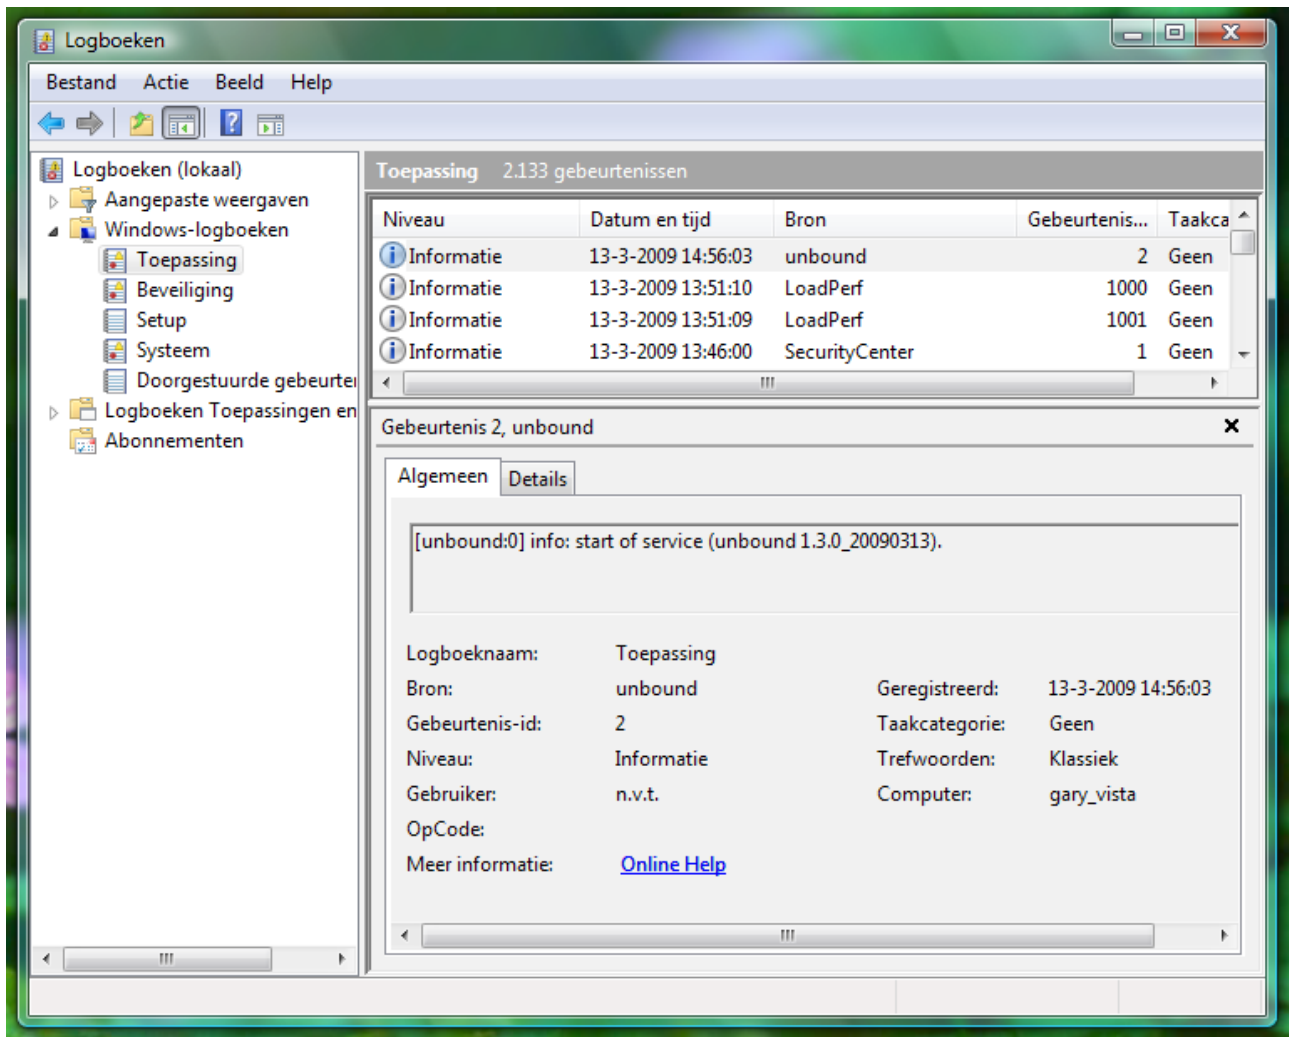 Logboeken
Bestand Actie Beeld Help
Logboeken (lokaal)
Aangepaste weergaven
Windows-logboeken
Toepassing
Beveiliging
Setup
Systeem
Doorgestuurde gebeurte
Logboeken Toepassingen en
Abonnementen
Toepassing 2.133 gebeurtenissen
Niveau Datum en tijd Bron Gebeurtenis... Taakca
Informatie 13-3-2009 14:56:03 unbound 2 Geen
Informatie 13-3-2009 13:51:10 LoadPerf 1000 Geen
Informatie 13-3-2009 13:51:09 LoadPerf 1001 Geen
Informatie 13-3-2009 13:46:00 SecurityCenter 1 Geen
Gebeurtenis 2, unbound
Algemeen Details
[unbound:0] info: start of service (unbound 1.3.0_20090313).
Logboeknaam: Toepassing
Bron: unbound Geregistreerd: 13-3-2009 14:56:03
Gebeurtenis-id: 2 Taakcategorie: Geen
Niveau: Informatie Trefwoorden: Klassiek
Gebruiker: n.v.t. Computer: gary_vista
OpCode:
Meer informatie: Online Help